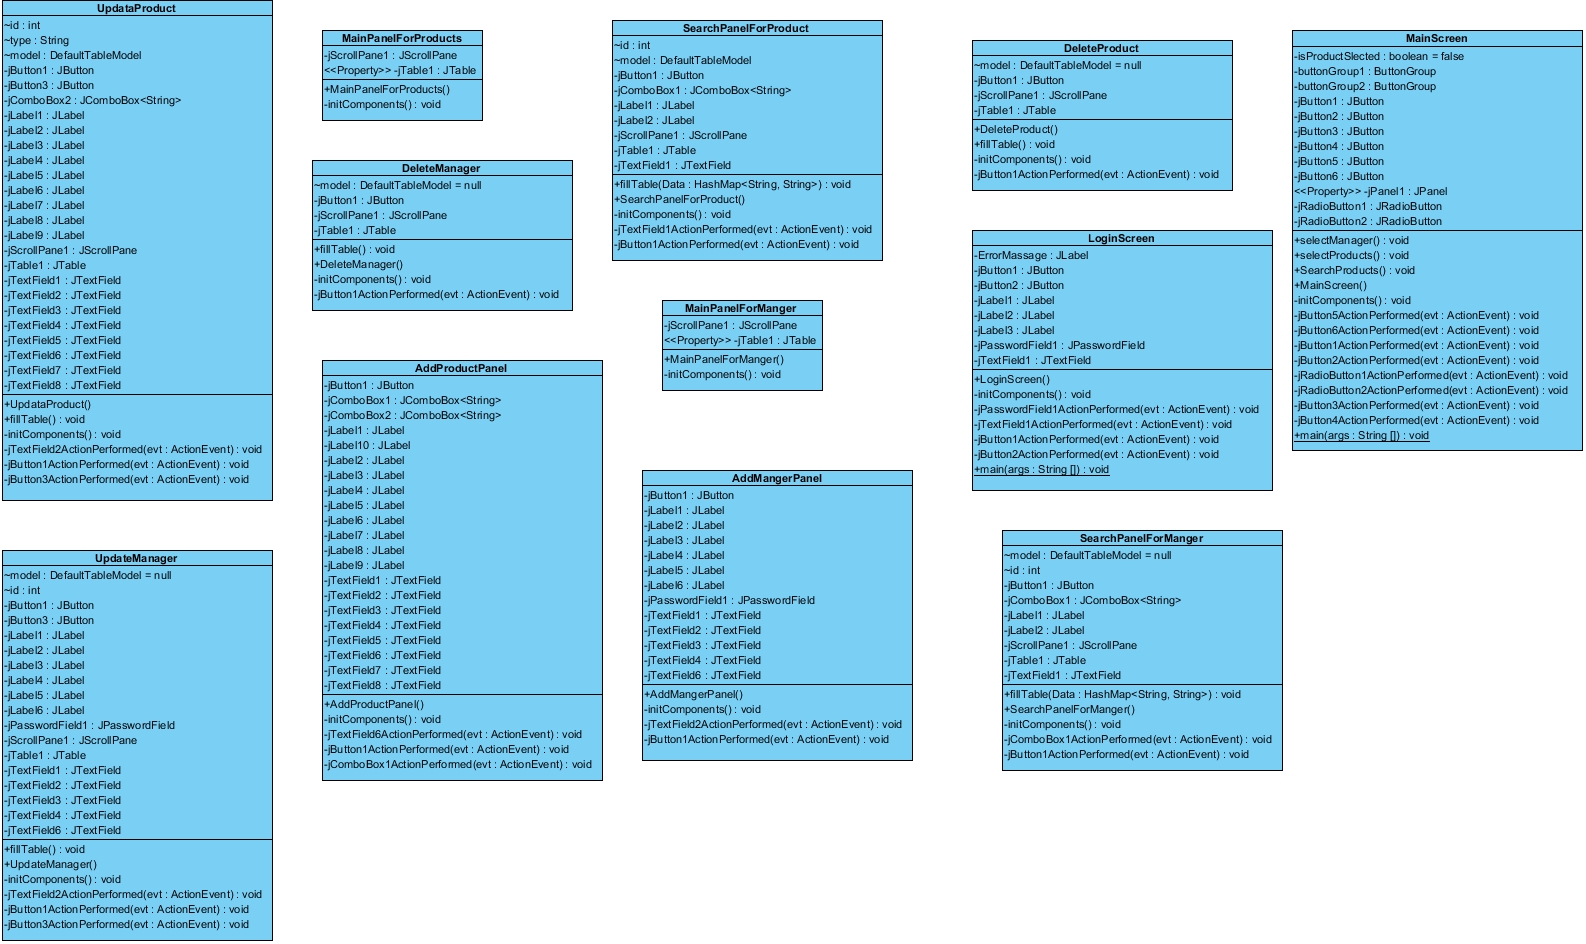 UpdataProduct
~id : int
~type : String
~model : DefaultTableModel
-jButton1 : JButton
-jButton3 : JButton
-jComboBox2 : JComboBox<String>
-jLabel1 : JLabel
-jLabel2 : JLabel
-jLabel3 : JLabel
-jLabel4 : JLabel
-jLabel5 : JLabel
-jLabel6 : JLabel
-jLabel7 : JLabel
-jLabel8 : JLabel
-jLabel9 : JLabel
-jScrollPane1 : JScrollPane
-jTable1 : JTable
-jTextField1 : JTextField
-jTextField2 : JTextField
-jTextField3 : JTextField
-jTextField4 : JTextField
-jTextField5 : JTextField
-jTextField6 : JTextField
-jTextField7 : JTextField
-jTextField8 : JTextField
+UpdataProduct()
+fillTable() : void
-initComponents() : void
-jTextField2ActionPerformed(evt : ActionEvent) : void
-jButton1ActionPerformed(evt : ActionEvent) : void
-jButton3ActionPerformed(evt : ActionEvent) : void
UpdateManager
~model : DefaultTableModel = null
~id : int
-jButton1 : JButton
-jButton3 : JButton
-jLabel1 : JLabel
-jLabel2 : JLabel
-jLabel3 : JLabel
-jLabel4 : JLabel
-jLabel5 : JLabel
-jLabel6 : JLabel
-jPasswordField1 : JPasswordField
-jScrollPane1 : JScrollPane
-jTable1 : JTable
-jTextField1 : JTextField
-jTextField2 : JTextField
-jTextField3 : JTextField
-jTextField4 : JTextField
-jTextField6 : JTextField
+fillTable() : void
+UpdateManager()
-initComponents() : void
-jTextField2ActionPerformed(evt : ActionEvent) : void
-jButton1ActionPerformed(evt : ActionEvent) : void
-jButton3ActionPerformed(evt : ActionEvent) : void
MainPanelForProducts
-jScrollPane1 : JScrollPane
<<Property>> -jTable1 : JTable
+MainPanelForProducts()
-initComponents() : void
DeleteManager
~model : DefaultTableModel = null
-jButton1 : JButton
-jScrollPane1 : JScrollPane
-jTable1 : JTable
+fillTable() : void
+DeleteManager()
-initComponents() : void
-jButton1ActionPerformed(evt : ActionEvent) : void
AddProductPanel
-jButton1 : JButton
-jComboBox1 : JComboBox<String>
-jComboBox2 : JComboBox<String>
-jLabel1 : JLabel
-jLabel10 : JLabel
-jLabel2 : JLabel
-jLabel3 : JLabel
-jLabel4 : JLabel
-jLabel5 : JLabel
-jLabel6 : JLabel
-jLabel7 : JLabel
-jLabel8 : JLabel
-jLabel9 : JLabel
-jTextField1 : JTextField
-jTextField2 : JTextField
-jTextField3 : JTextField
-jTextField4 : JTextField
-jTextField5 : JTextField
-jTextField6 : JTextField
-jTextField7 : JTextField
-jTextField8 : JTextField
+AddProductPanel()
-initComponents() : void
-jTextField6ActionPerformed(evt : ActionEvent) : void
-jButton1ActionPerformed(evt : ActionEvent) : void
-jComboBox1ActionPerformed(evt : ActionEvent) : void
SearchPanelForProduct
~id : int
~model : DefaultTableModel
-jButton1 : JButton
-jComboBox1 : JComboBox<String>
-jLabel1 : JLabel
-jLabel2 : JLabel
-jScrollPane1 : JScrollPane
-jTable1 : JTable
-jTextField1 : JTextField
+fillTable(Data : HashMap<String, String>) : void
+SearchPanelForProduct()
-initComponents() : void
-jTextField1ActionPerformed(evt : ActionEvent) : void
-jButton1ActionPerformed(evt : ActionEvent) : void
MainPanelForManger
-jScrollPane1 : JScrollPane
<<Property>> -jTable1 : JTable
+MainPanelForManger()
-initComponents() : void
AddMangerPanel
-jButton1 : JButton
-jLabel1 : JLabel
-jLabel2 : JLabel
-jLabel3 : JLabel
-jLabel4 : JLabel
-jLabel5 : JLabel
-jLabel6 : JLabel
-jPasswordField1 : JPasswordField
-jTextField1 : JTextField
-jTextField2 : JTextField
-jTextField3 : JTextField
-jTextField4 : JTextField
-jTextField6 : JTextField
+AddMangerPanel()
-initComponents() : void
-jTextField2ActionPerformed(evt : ActionEvent) : void
-jButton1ActionPerformed(evt : ActionEvent) : void
DeleteProduct
~model : DefaultTableModel = null
-jButton1 : JButton
-jScrollPane1 : JScrollPane
-jTable1 : JTable
+DeleteProduct()
+fillTable() : void
-initComponents() : void
-jButton1ActionPerformed(evt : ActionEvent) : void
LoginScreen
-ErrorMassage : JLabel
-jButton1 : JButton
-jButton2 : JButton
-jLabel1 : JLabel
-jLabel2 : JLabel
-jLabel3 : JLabel
-jPasswordField1 : JPasswordField
-jTextField1 : JTextField
+LoginScreen()
-initComponents() : void
-jPasswordField1ActionPerformed(evt : ActionEvent) : void
-jTextField1ActionPerformed(evt : ActionEvent) : void
-jButton1ActionPerformed(evt : ActionEvent) : void
-jButton2ActionPerformed(evt : ActionEvent) : void
+main(args : String []) : void
SearchPanelForManger
~model : DefaultTableModel = null
~id : int
-jButton1 : JButton
-jComboBox1 : JComboBox<String>
-jLabel1 : JLabel
-jLabel2 : JLabel
-jScrollPane1 : JScrollPane
-jTable1 : JTable
-jTextField1 : JTextField
+fillTable(Data : HashMap<String, String>) : void
+SearchPanelForManger()
-initComponents() : void
-jComboBox1ActionPerformed(evt : ActionEvent) : void
-jButton1ActionPerformed(evt : ActionEvent) : void
MainScreen
-isProductSlected : boolean = false
-buttonGroup1 : ButtonGroup
-buttonGroup2 : ButtonGroup
-jButton1 : JButton
-jButton2 : JButton
-jButton3 : JButton
-jButton4 : JButton
-jButton5 : JButton
-jButton6 : JButton
<<Property>> -jPanel1 : JPanel
-jRadioButton1 : JRadioButton
-jRadioButton2 : JRadioButton
+selectManager() : void
+selectProducts() : void
+SearchProducts() : void
+MainScreen()
-initComponents() : void
-jButton5ActionPerformed(evt : ActionEvent) : void
-jButton6ActionPerformed(evt : ActionEvent) : void
-jButton1ActionPerformed(evt : ActionEvent) : void
-jButton2ActionPerformed(evt : ActionEvent) : void
-jRadioButton1ActionPerformed(evt : ActionEvent) : void
-jRadioButton2ActionPerformed(evt : ActionEvent) : void
-jButton3ActionPerformed(evt : ActionEvent) : void
-jButton4ActionPerformed(evt : ActionEvent) : void
+main(args : String []) : void